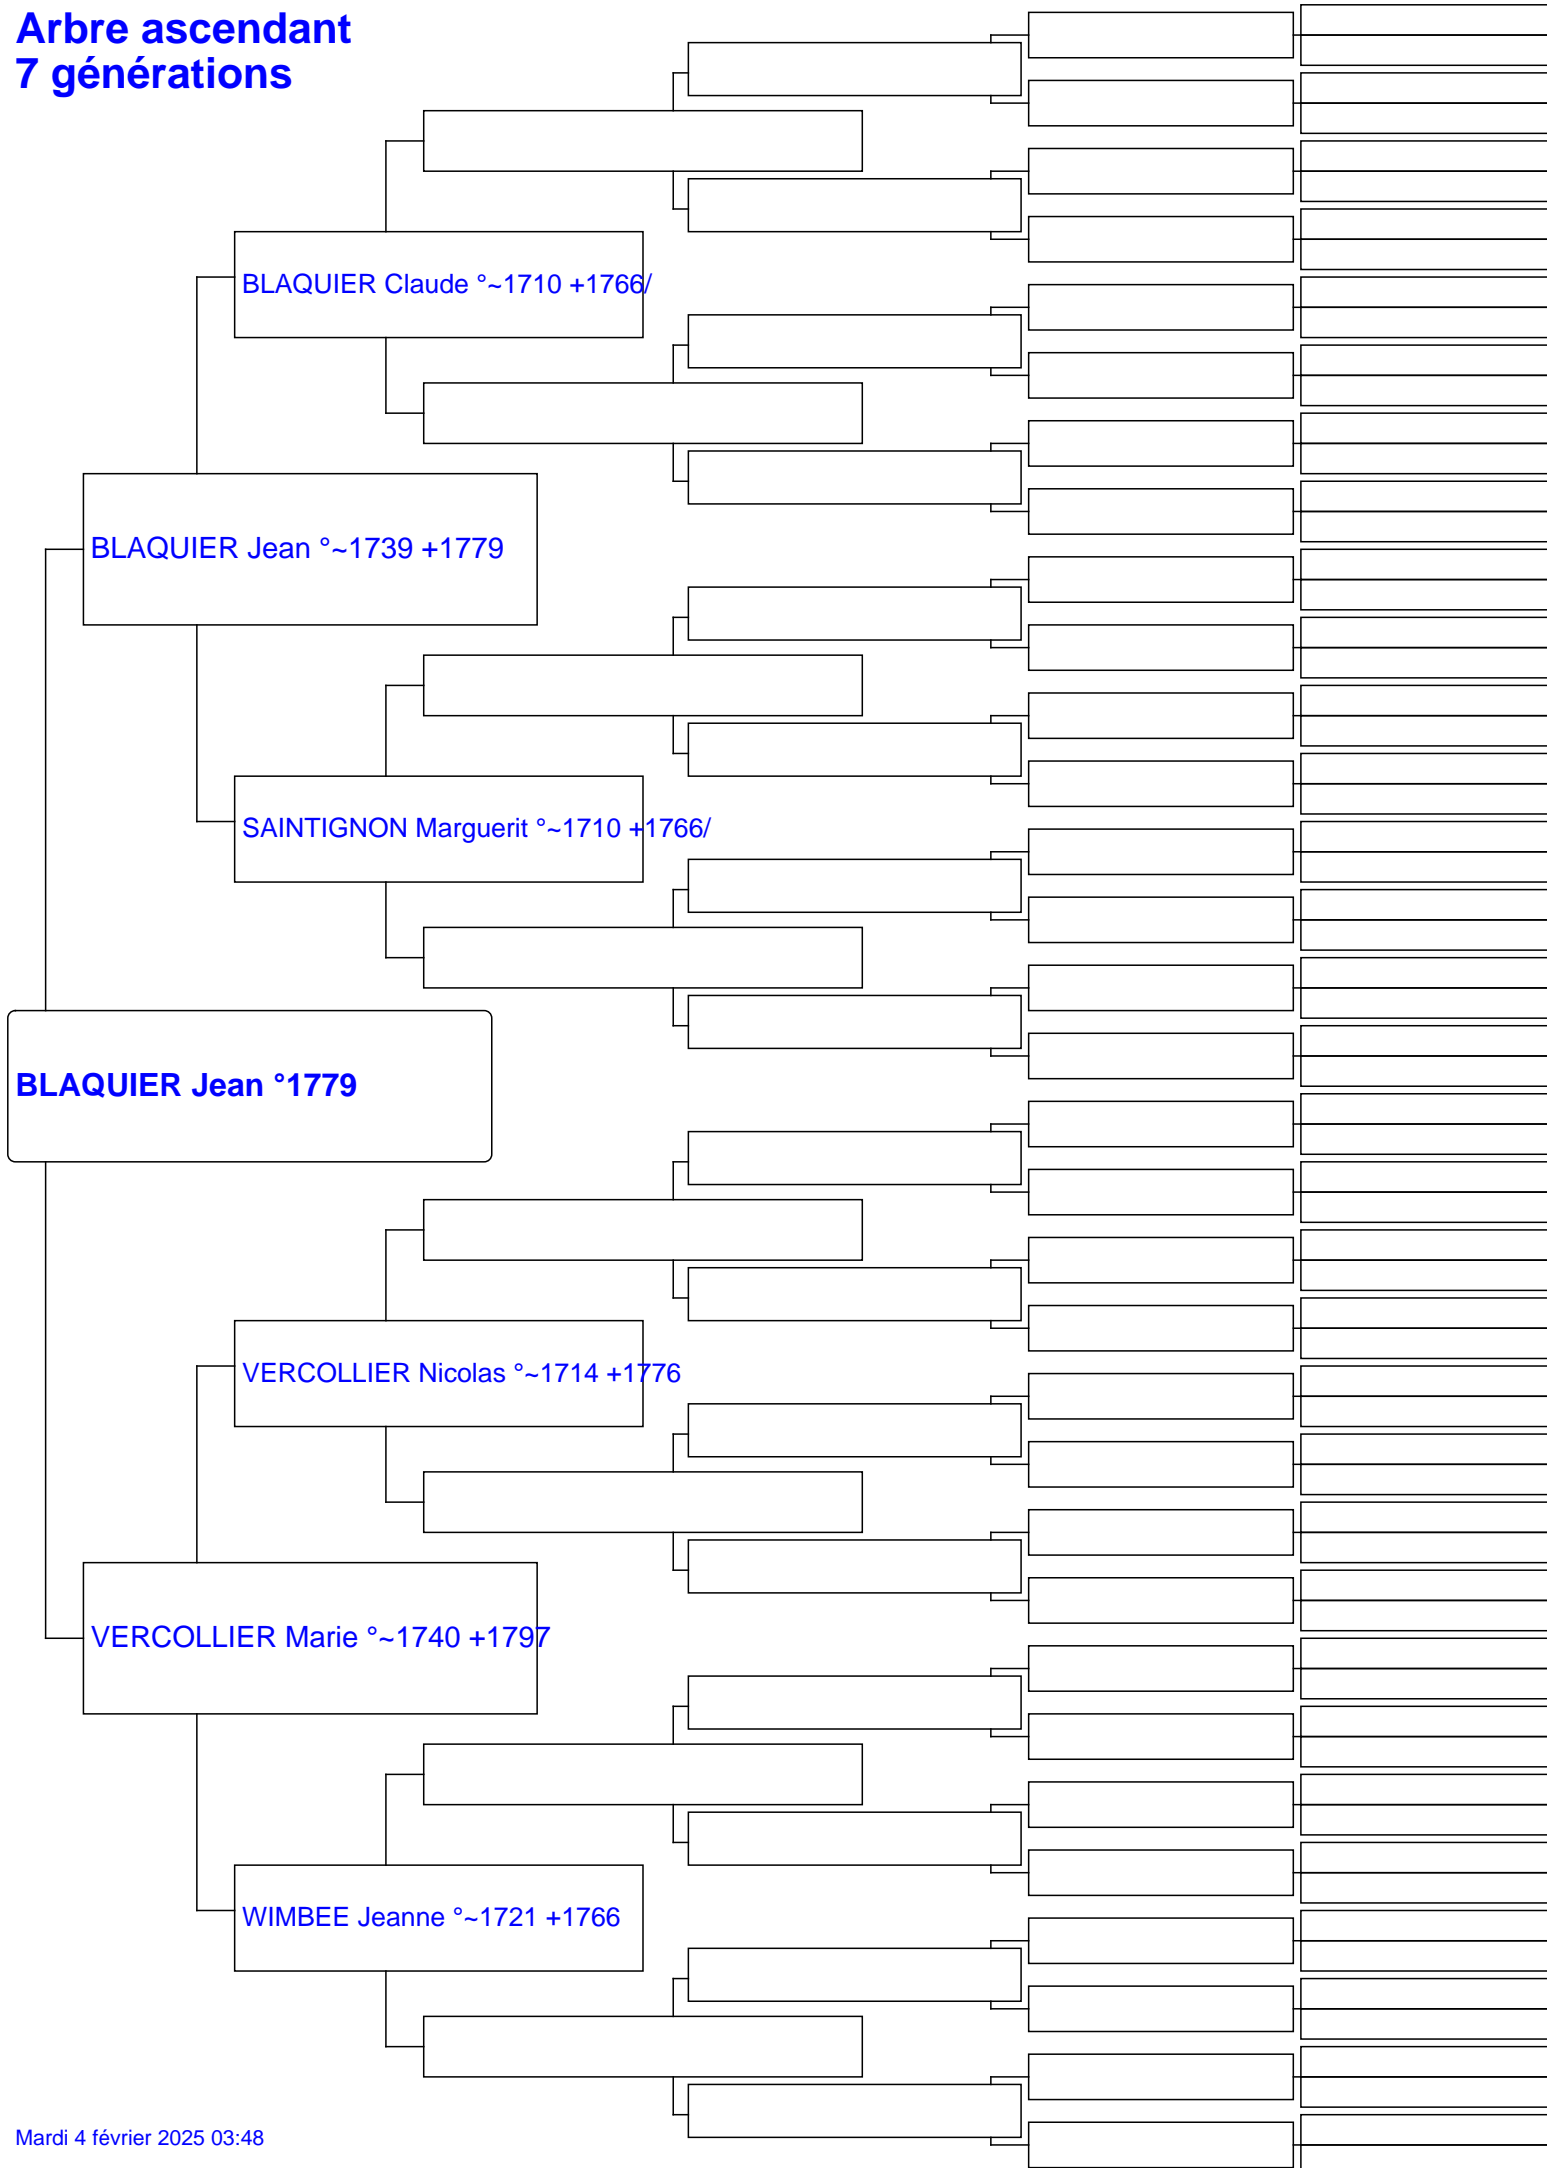 Arbre ascendant
7 générations
BLAQUIER Claude °~1710 +1766/
BLAQUIER Jean °~1739 +1779
SAINTIGNON Marguerit °~1710 +1766/
BLAQUIER Jean °1779
VERCOLLIER Nicolas °~1714 +1776
VERCOLLIER Marie °~1740 +1797
WIMBEE Jeanne °~1721 +1766
Mardi 4 février 2025 03:48